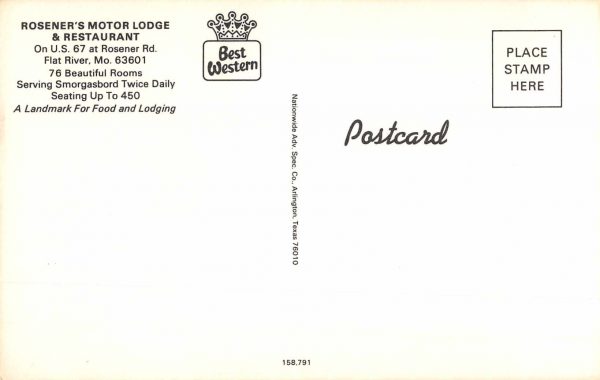 ROSENER'S MOTOR LODGE
& RESTAURANT
On U.S. 67 at Rosener Rd.
Flat River, Mo. 63601
76 Beautiful Rooms
Serving Smorgasbord Twice Daily
Seating Up To 450
A Landmark For Food and Lodging
Best
Western
Nationwide Adv. Spec. Co., Arlington, Texas 76010
Postcard
PLACE
STAMP
HERE
158,791